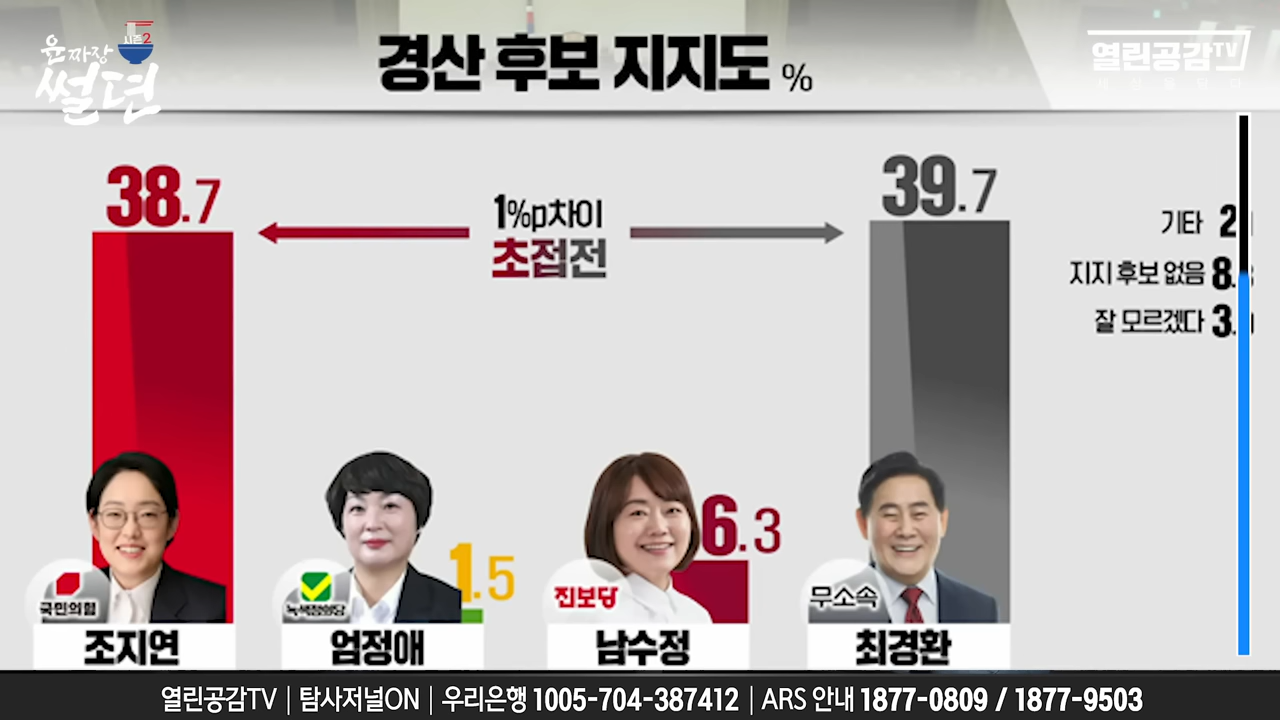 윤짜장
시즌2
썰뎐
경산 후보 지지도 %
열린공감TV
38.7
1%p차이
초접전
39.7
기타 2.
지지 후보 없음 8.
잘 모르겠다 3.
1.5
6.3
국민의힘
녹색정의당
진보당
무소속
조지연
엄정애
남수정
최경환
열린공감TV | 탐사저널ON | 우리은행 1005-704-387412 | ARS 안내 1877-0809 / 1877-9503